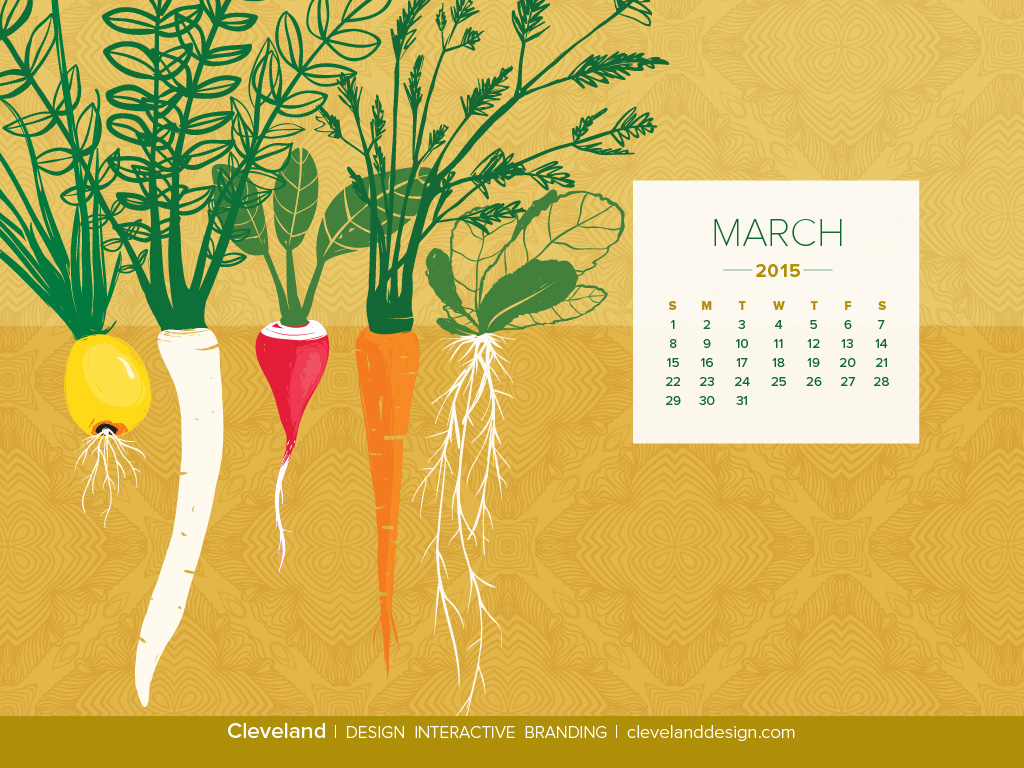 MARCH
2015
S M T W T F S
1 2 3 4 5 6 7
8 9 10 11 12 13 14
15 16 17 18 19 20 21
22 23 24 25 26 27 28
29 30 31
Cleveland | DESIGN INTERACTIVE BRANDING | clevelanddesign.com